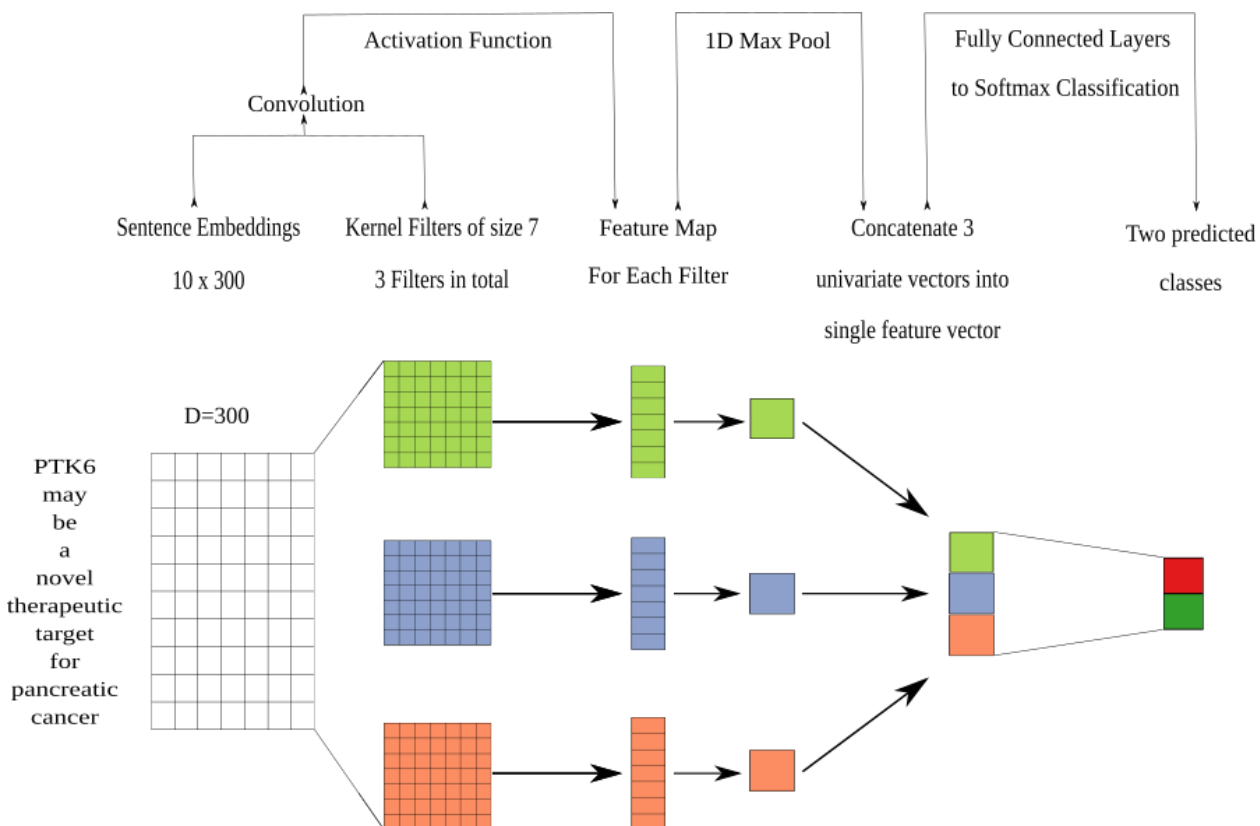 Activation Function
1D Max Pool
Fully Connected Layers
to Softmax Classification
Convolution
Sentence Embeddings
10 x 300
Kernel Filters of size 7
3 Filters in total
Feature Map
For Each Filter
Concatenate 3
univariate vectors into
single feature vector
Two predicted
classes
D=300
PTK6
may
be
a
novel
therapeutic
target
for
pancreatic
cancer